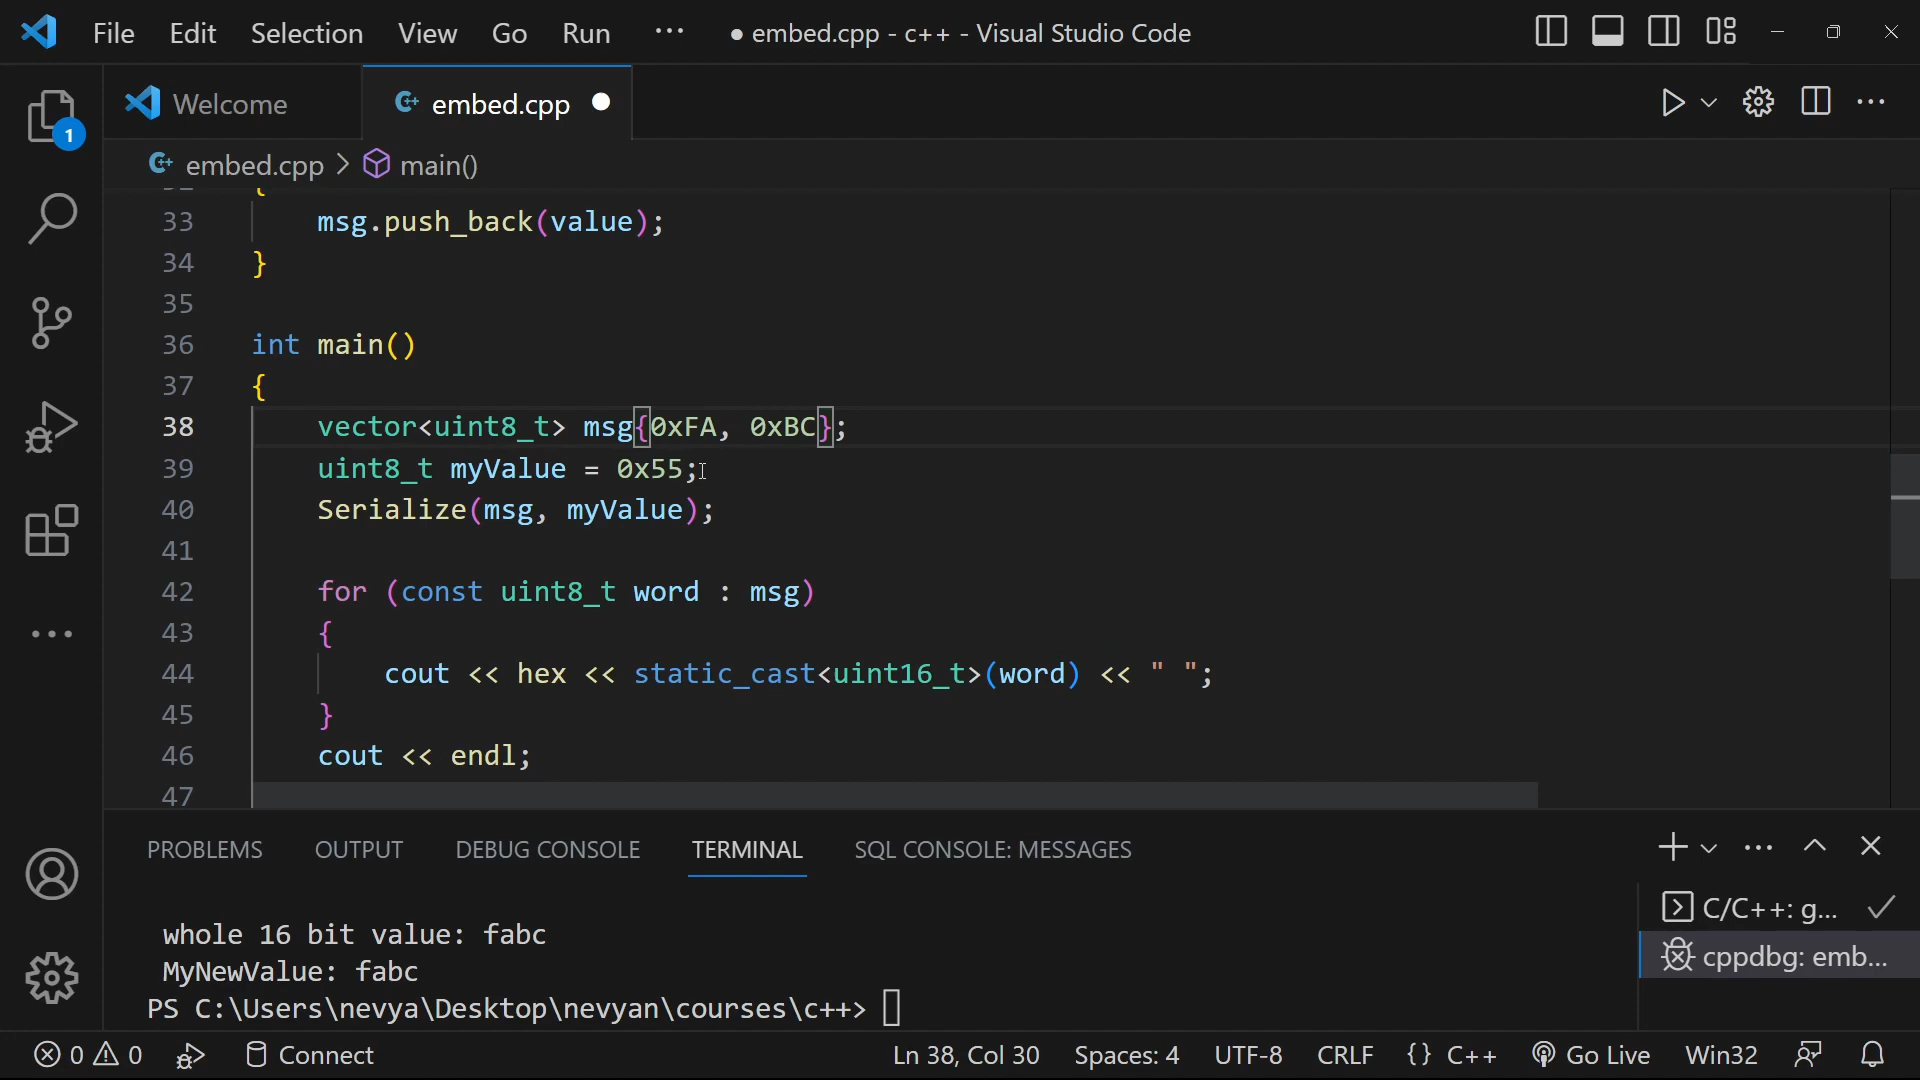 File Edit Selection View Go Run ··· ● embed.cpp - c++ - Visual Studio Code
Welcome embed.cpp ●
embed.cpp > main()
33 msg.push_back(value);
34 }
35
36 int main()
37 {
38 vector<uint8_t> msg{0xFA, 0xBC};
39 uint8_t myValue = 0x55;
40 Serialize(msg, myValue);
41
42 for (const uint8_t word : msg)
43 {
44 cout << hex << static_cast<uint16_t>(word) << " ";
45 }
46 cout << endl;
47
1
PROBLEMS OUTPUT DEBUG CONSOLE TERMINAL SQL CONSOLE: MESSAGES
C/C++: g...
cppdbg: emb...
whole 16 bit value: fabc
MyNewValue: fabc
PS C:\Users\nevya\Desktop\nevyan\courses\c++>
0 0 Connect Ln 38, Col 30 Spaces: 4 UTF-8 CRLF {} C++ Go Live Win32